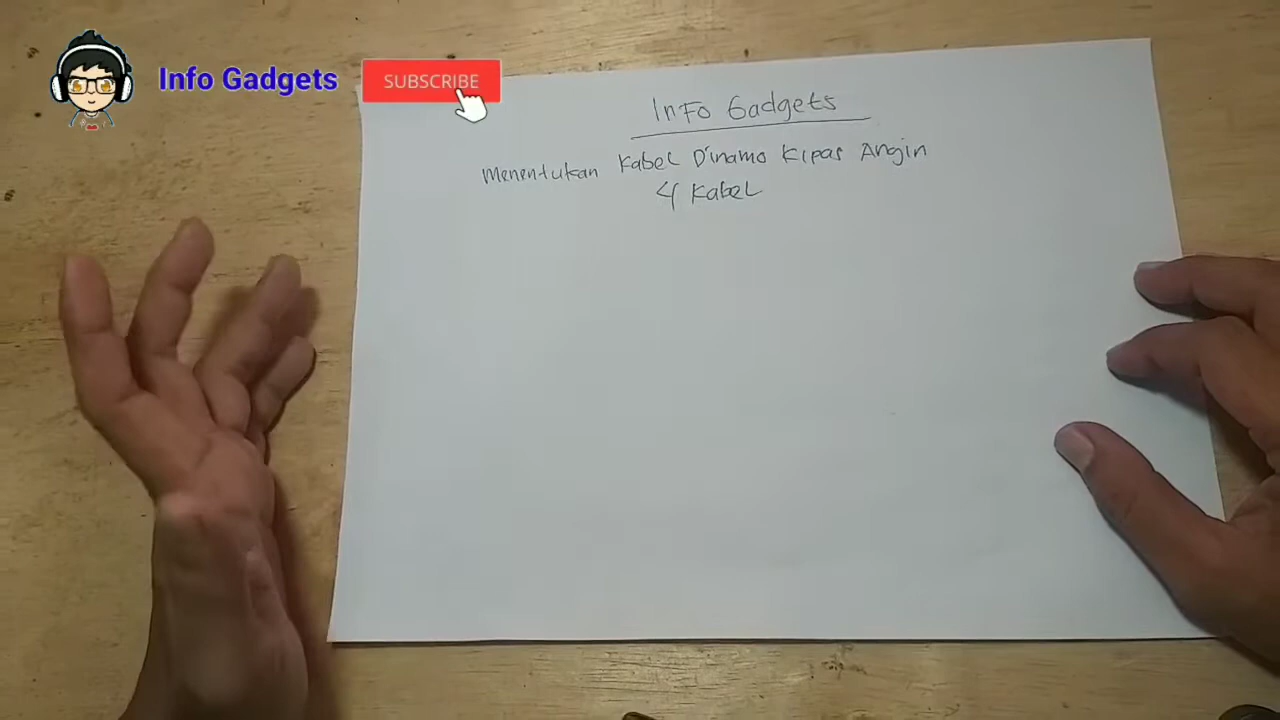 Info Gadgets
SUBSCRIBE
InFo Gadgets
Menentukan Kabel Dinamo Kipas Angin
4 Kabel